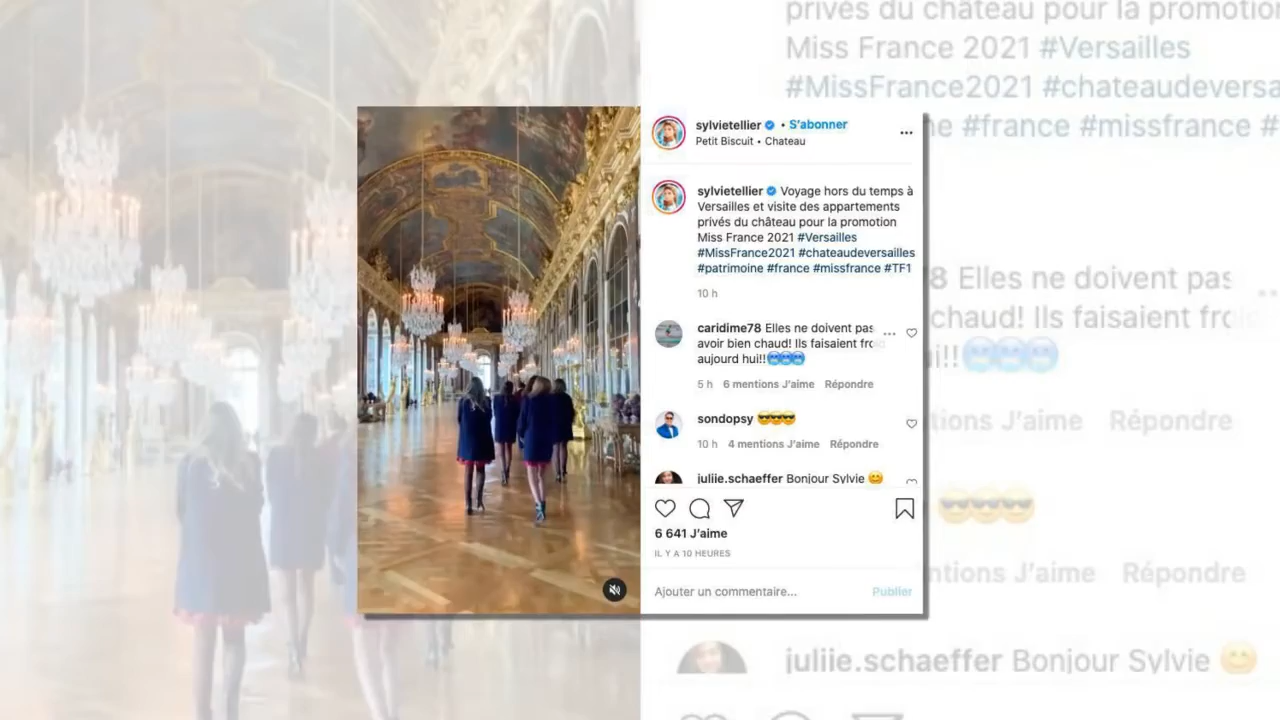 privés du château pour la promotion
Miss France 2021 #Versailles
#MissFrance2021 #chateaudeversa
ne #france #missfrance #
sylvietellier • S'abonner
Petit Biscuit • Chateau
sylvietellier Voyage hors du temps à
Versailles et visite des appartements
privés du château pour la promotion
Miss France 2021 #Versailles
#MissFrance2021 #chateaudeversailles
#patrimoine #france #missfrance #TF1
10 h
caridime78 Elles ne doivent pas
avoir bien chaud! Ils faisaient froid
aujourd hui!!🥶🥶🥶
5 h 6 mentions J'aime Répondre
sondopsy 😎😎😎
10 h 4 mentions J'aime Répondre
juliie.schaeffer Bonjour Sylvie 😊
6 641 J'aime
IL Y A 10 HEURES
Ajouter un commentaire... Publier
8 Elles ne doivent pas
chaud! Ils faisaient froid
i!!🥶🥶🥶
ntions J'aime Répondre
😎😎😎
ntions J'aime Répondre
juliie.schaeffer Bonjour Sylvie 😊